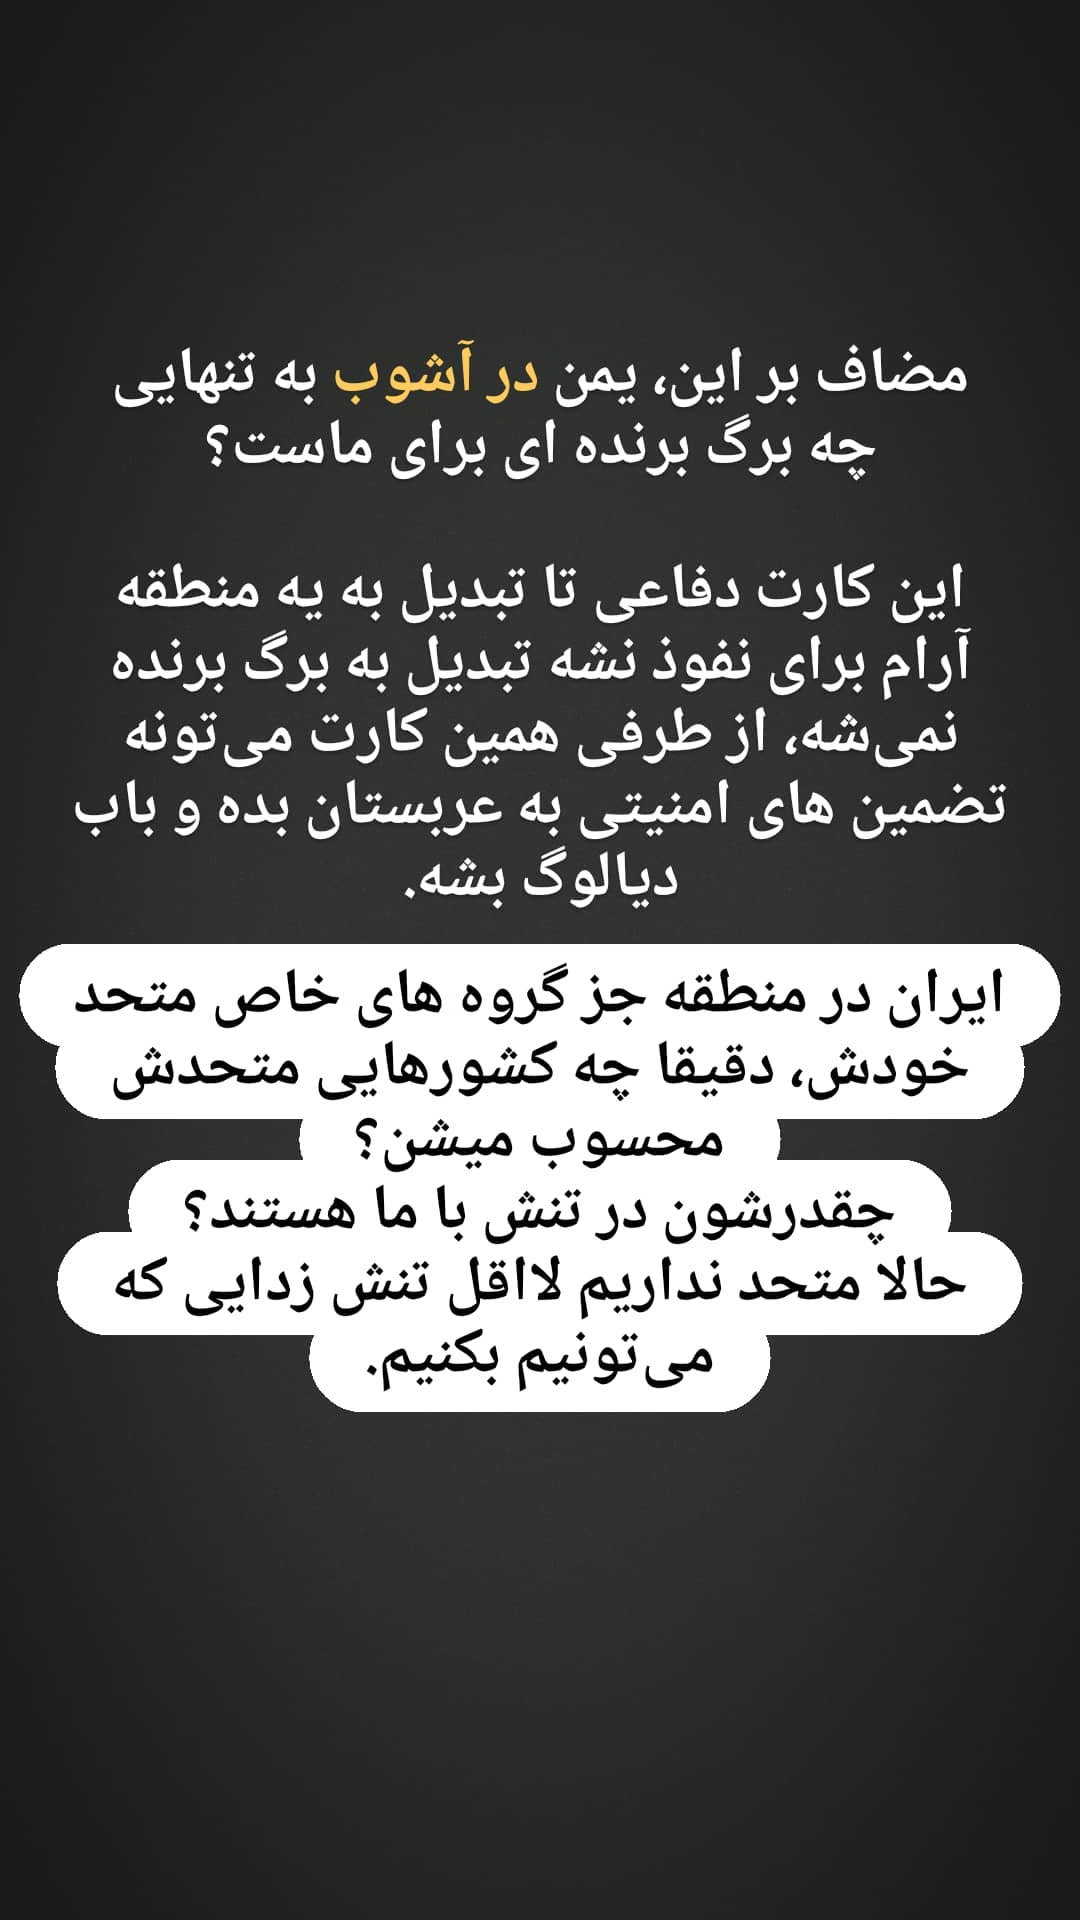 مضاف بر این، یمن در آشوب به تنهایی
چه برگ برنده ای برای ماست؟
این کارت دفاعی تا تبدیل به یه منطقه
آرام برای نفوذ نشه تبدیل به برگ برنده
نمی‌شه، از طرفی همین کارت می‌تونه
تضمین های امنیتی به عربستان بده و باب
دیالوگ بشه.
ایران در منطقه جز گروه های خاص متحد
خودش، دقیقا چه کشورهایی متحدش
محسوب میشن؟
چقدرشون در تنش با ما هستند؟
حالا متحد نداریم لااقل تنش زدایی که
می‌تونیم بکنیم.